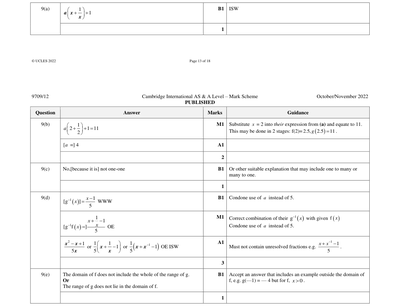 9(a) a(x + 1/x) + 1 B1 ISW
1
© UCLES 2022 Page 13 of 18
9709/12 Cambridge International AS & A Level – Mark Scheme October/November 2022
PUBLISHED
Question Answer Marks Guidance
9(b) a(2 + 1/2) + 1 = 11 M1 Substitute x = 2 into their expression from (a) and equate to 11.
This may be done in 2 stages: f(2) = 2.5, g(2.5) = 11.
[a =] 4 A1
2
9(c) No,[because it is] not one-one B1 Or other suitable explanation that may include one to many or
many to one.
1
9(d) [g⁻¹(x)] = (x−1)/5 WWW B1 Condone use of a instead of 5.
[g⁻¹f(x) =] (x + 1/x − 1)/5 OE M1 Correct combination of their g⁻¹(x) with given f(x)
Condone use of a instead of 5.
(x² − x + 1)/5x or 1/5(x + 1/x − 1) or 1/5(x + x⁻¹ − 1) OE ISW A1 Must not contain unresolved fractions e.g. (x + x⁻¹ − 1)/5.
3
9(e) The domain of f does not include the whole of the range of g.
Or
The range of g does not lie in the domain of f.
B1 Accept an answer that includes an example outside the domain of
f, e.g. g(−1) = − 4 but for f, x > 0.
1